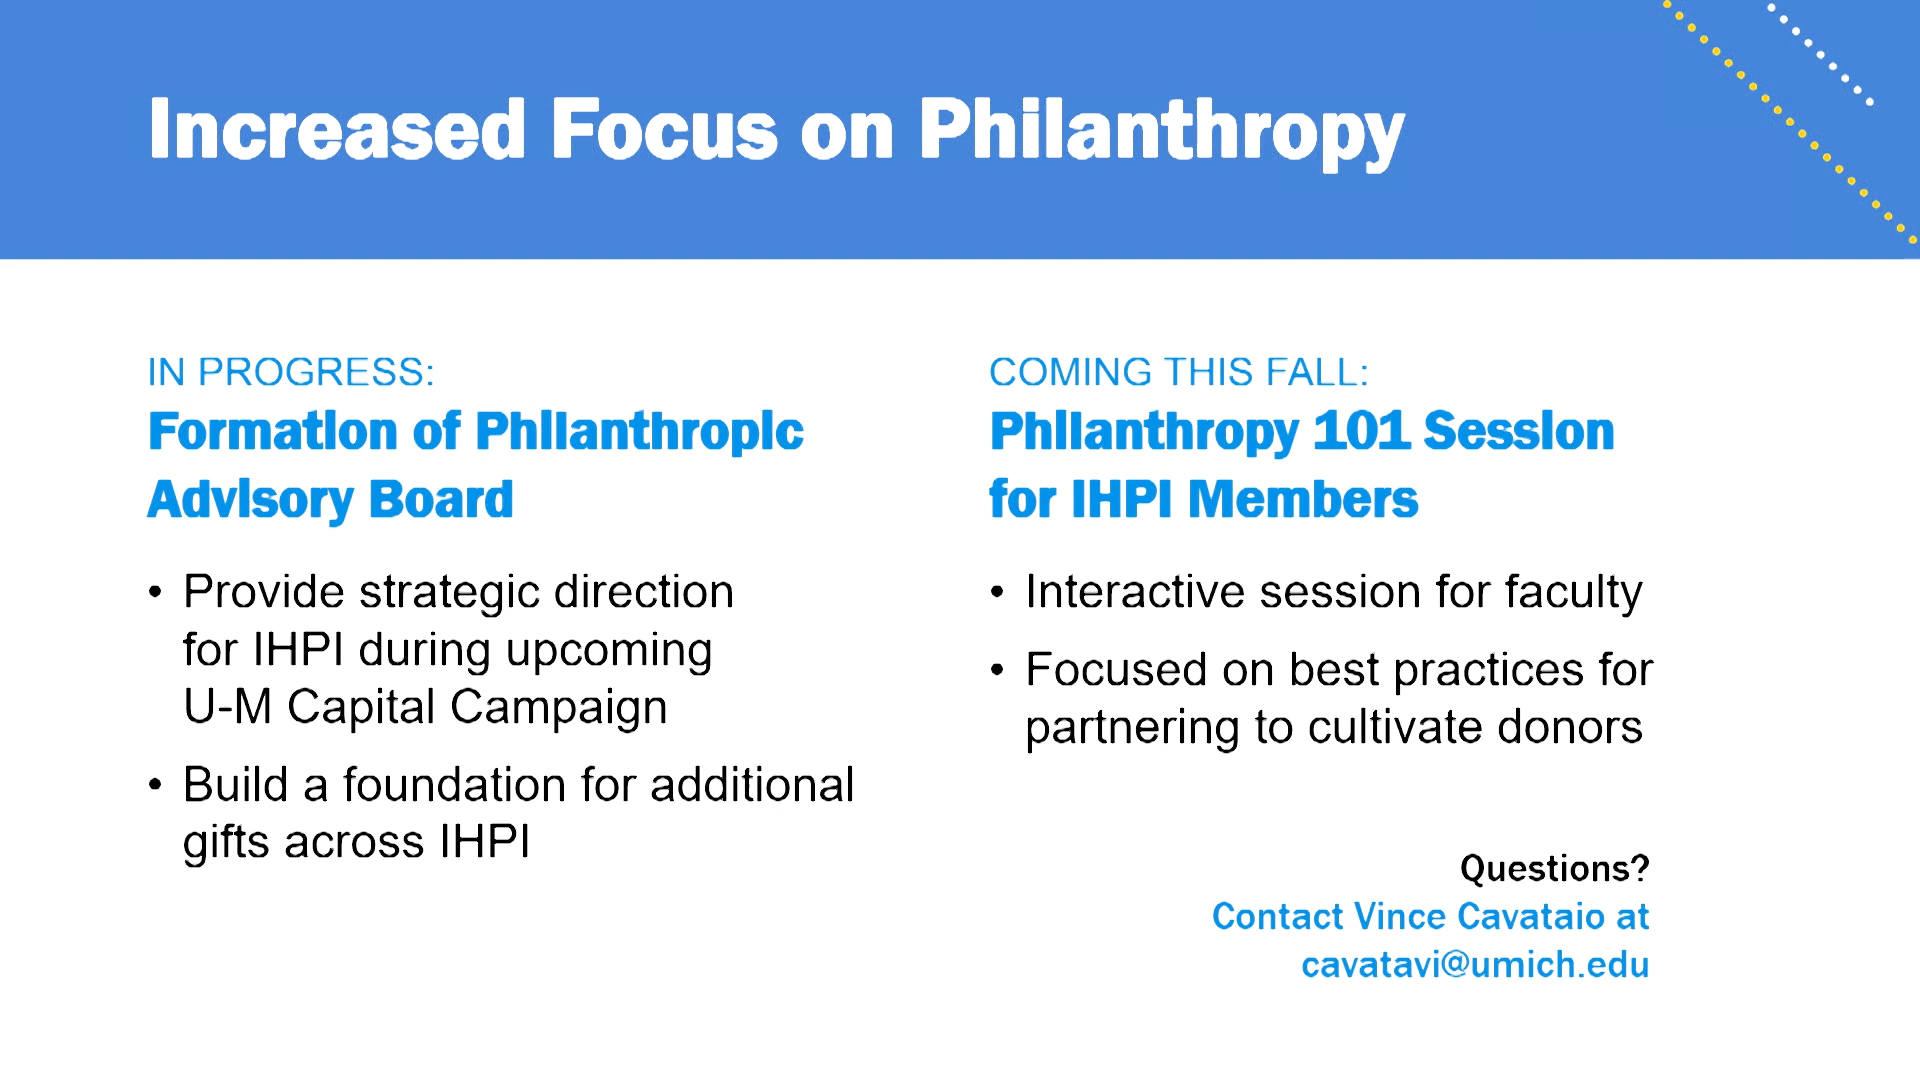 Increased Focus on Philanthropy
IN PROGRESS:
Formation of Philanthropic
Advisory Board
• Provide strategic direction
for IHPI during upcoming
U-M Capital Campaign
• Build a foundation for additional
gifts across IHPI
COMING THIS FALL:
Philanthropy 101 Session
for IHPI Members
• Interactive session for faculty
• Focused on best practices for
partnering to cultivate donors
Questions?
Contact Vince Cavataio at
cavatavi@umich.edu